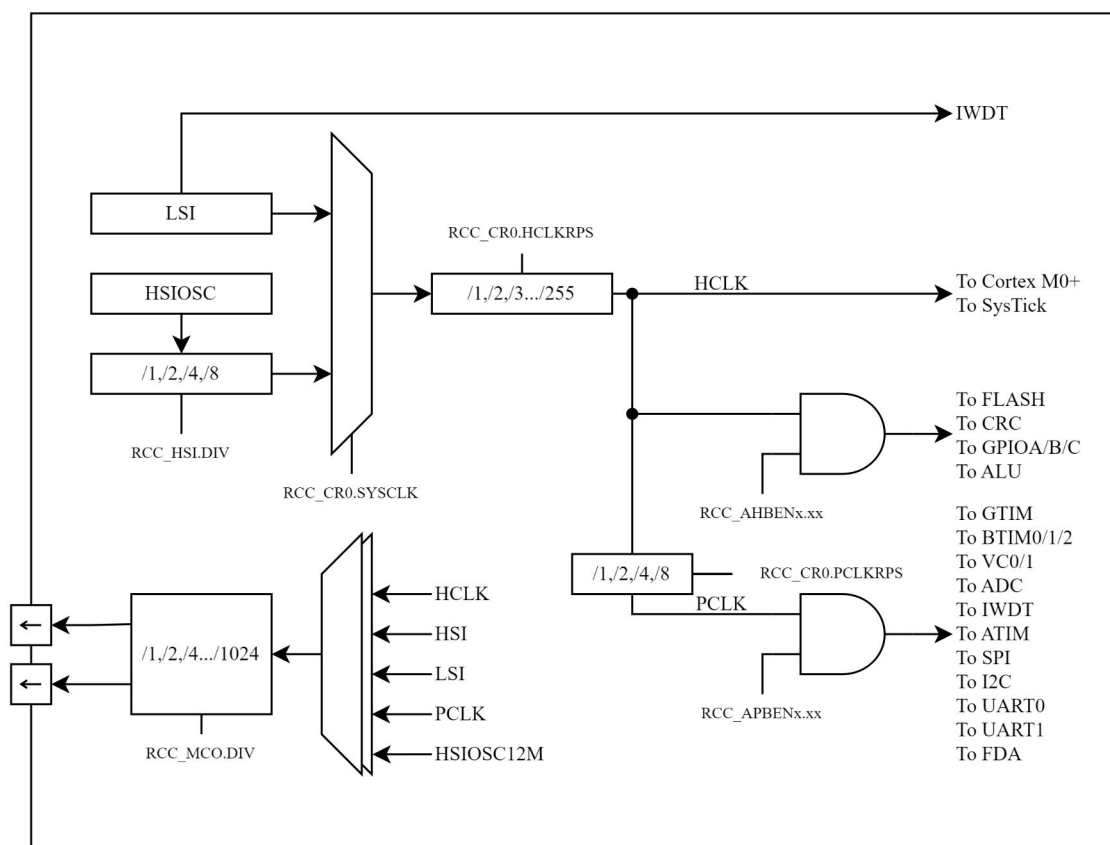 IWDT
LSI
RCC_CR0.HCLKRPS
HSIOSC
/1,/2,/3.../255
HCLK
To Cortex M0+
To SysTick
/1,/2,/4,/8
RCC_HSI.DIV
RCC_CR0.SYSCLK
To FLASH
To CRC
To GPIOA/B/C
To ALU
RCC_AHBENx.xx
/1,/2,/4,/8
RCC_CR0.PCLKRPS
PCLK
RCC_APBENx.xx
To GTIM
To BTIM0/1/2
To VC0/1
To ADC
To IWDT
To ATIM
To SPI
To I2C
To UART0
To UART1
To FDA
HCLK
HSI
LSI
PCLK
HSIOSC12M
/1,/2,/4.../1024
RCC_MCO.DIV